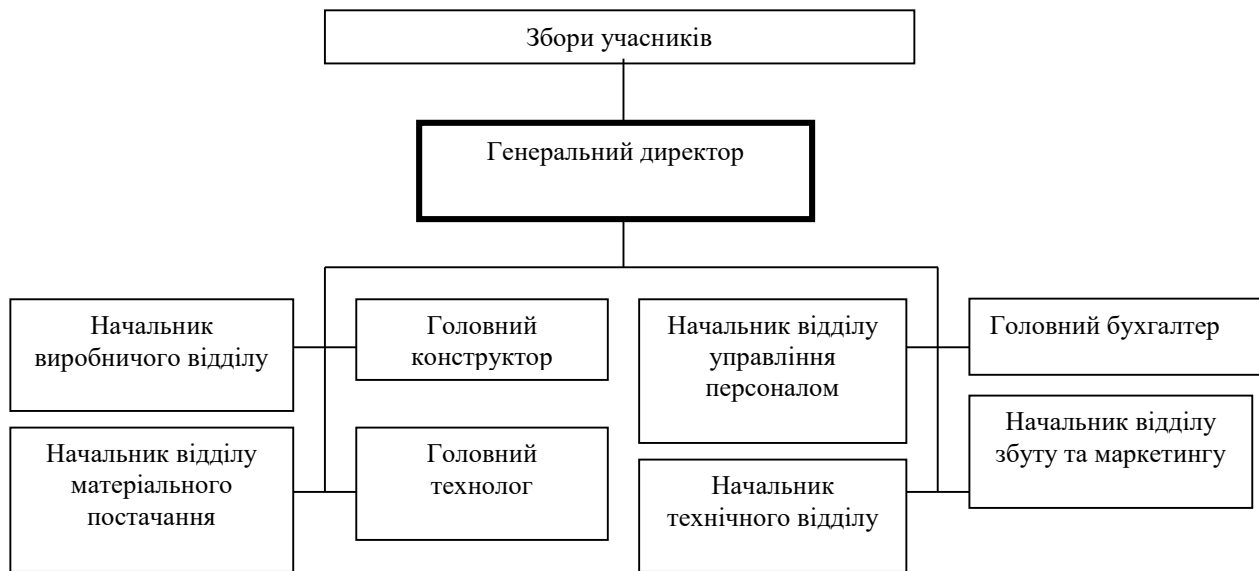 Збори учасників
Генеральний директор
Начальник
виробничого відділу
Головний
конструктор
Начальник відділу
управління
персоналом
Головний бухгалтер
Начальник відділу
матеріального
постачання
Головний
технолог
Начальник
технічного відділу
Начальник відділу
збуту та маркетингу